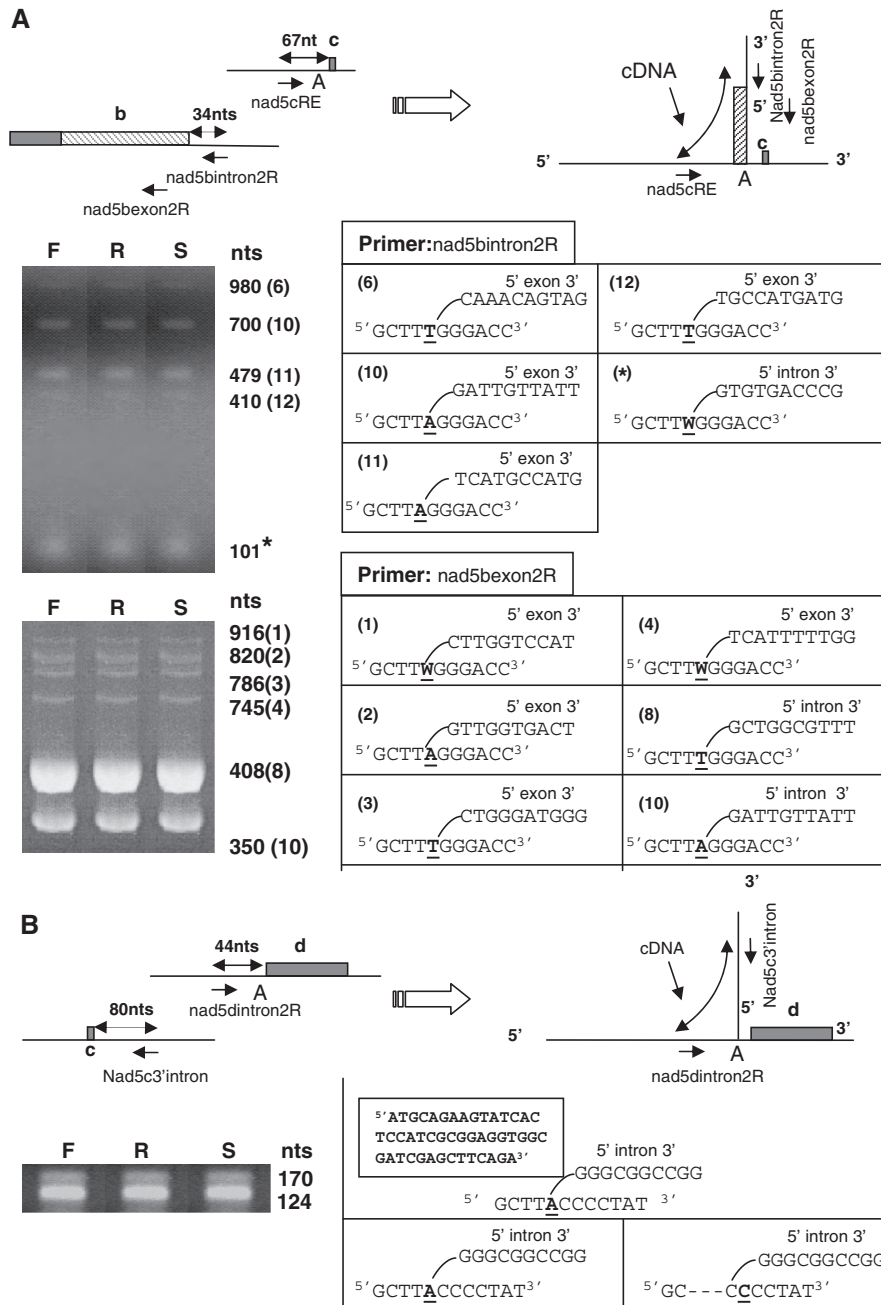 A
67nt c
A
nad5cRE
b 34nts
nad5bintron2R
nad5bexon2R
cDNA
3'
5'
Nad5bintron2R
nad5bexon2R
c
5' 3'
nad5cRE A
F R S nts
980 (6)
700 (10)
479 (11)
410 (12)
101*
Primer:nad5bintron2R
(6) 5' exon 3'
CAAACAGTAG
5'GCTTTGGGACC3'
(12) 5' exon 3'
TGCCATGATG
5'GCTTTGGGACC3'
(10) 5' exon 3'
GATTGTTATT
5'GCTTAGGGACC3'
(*) 5' intron 3'
GTGTGACCCG
5'GCTTWGGGACC3'
(11) 5' exon 3'
TCATGCCATG
5'GCTTAGGGACC3'
F R S nts
916(1)
820(2)
786(3)
745(4)
408(8)
350 (10)
Primer: nad5bexon2R
(1) 5' exon 3'
CTTGGTCCAT
5'GCTTWGGGACC3'
(4) 5' exon 3'
TCATTTTTGG
5'GCTTWGGGACC3'
(2) 5' exon 3'
GTTGGTGACT
5'GCTTAGGGACC3'
(8) 5' intron 3'
GCTGGCGTTT
5'GCTTTGGGACC3'
(3) 5' exon 3'
CTGGGATGGG
5'GCTTTGGGACC3'
(10) 5' intron 3'
GATTGTTATT
5'GCTTAGGGACC3'
B
44nts d
A
nad5dintron2R
80nts
c
Nad5c3'intron
3'
cDNA
Nad5c3'intron
5' d
5' 3'
A
nad5dintron2R
F R S nts
170
124
5'ATGCAGAAGTATCAC
TCCATCGCGGAGGTGGC
GATCGAGCTTCAGA3'
5' intron 3'
GGGCGGCCGG
5' GCTTACCCCTAT 3'
5' intron 3'
GGGCGGCCGG
5'GCTTACCCCTAT3'
5' intron 3'
GGGCGGCCGG
5'GC---CCCCTAT3'